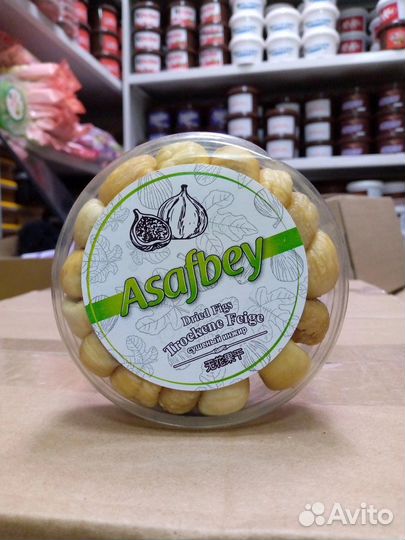 Asafbey
Dried Figs
Trockene Feige
сушеный инжир
无花果干
Avito